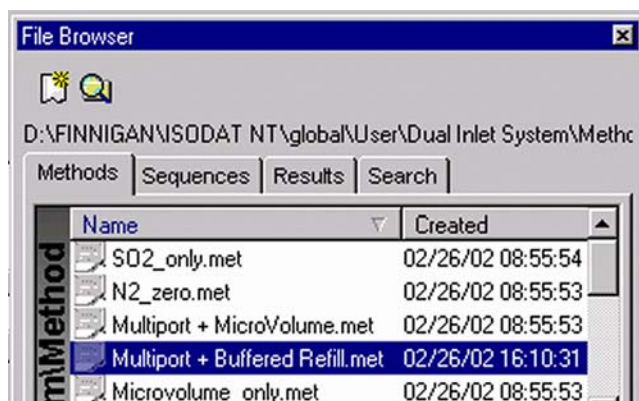 File Browser
D:\FINNIGAN\ISODAT NT\global\User\Dual Inlet System\Metho
Methods Sequences Results Search
Name Created
SO2_only.met 02/26/02 08:55:54
N2_zero.met 02/26/02 08:55:53
Multiport + MicroVolume.met 02/26/02 08:55:53
Multiport + Buffered Refill.met 02/26/02 16:10:31
Microvolume_only.met 02/26/02 08:55:53
m\Method